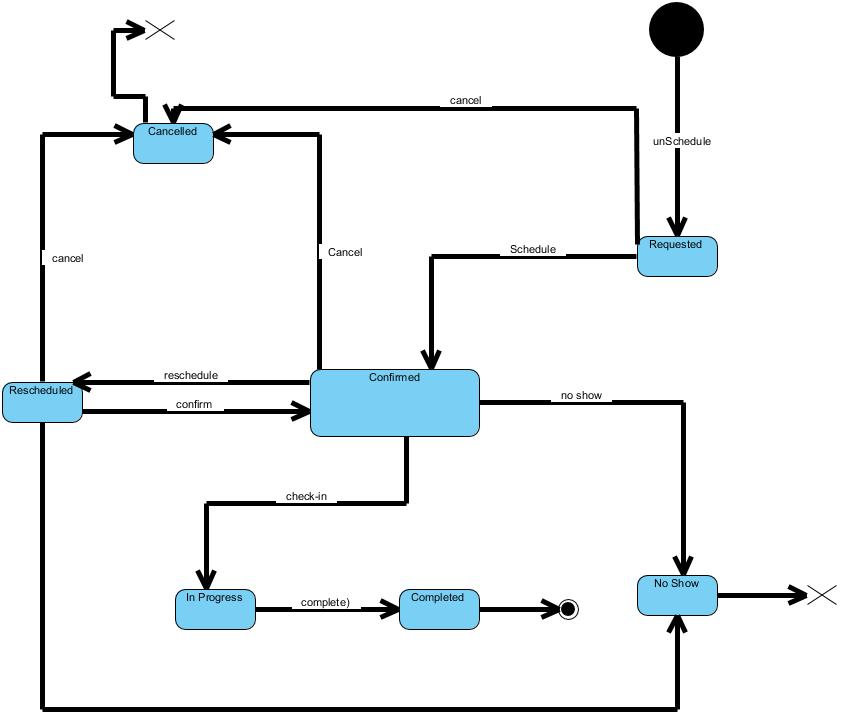 cancel
Cancelled
unSchedule
Requested
Schedule
Cancel
cancel
reschedule
Confirmed
Rescheduled
confirm
no show
check-in
No Show
In Progress
complete)
Completed